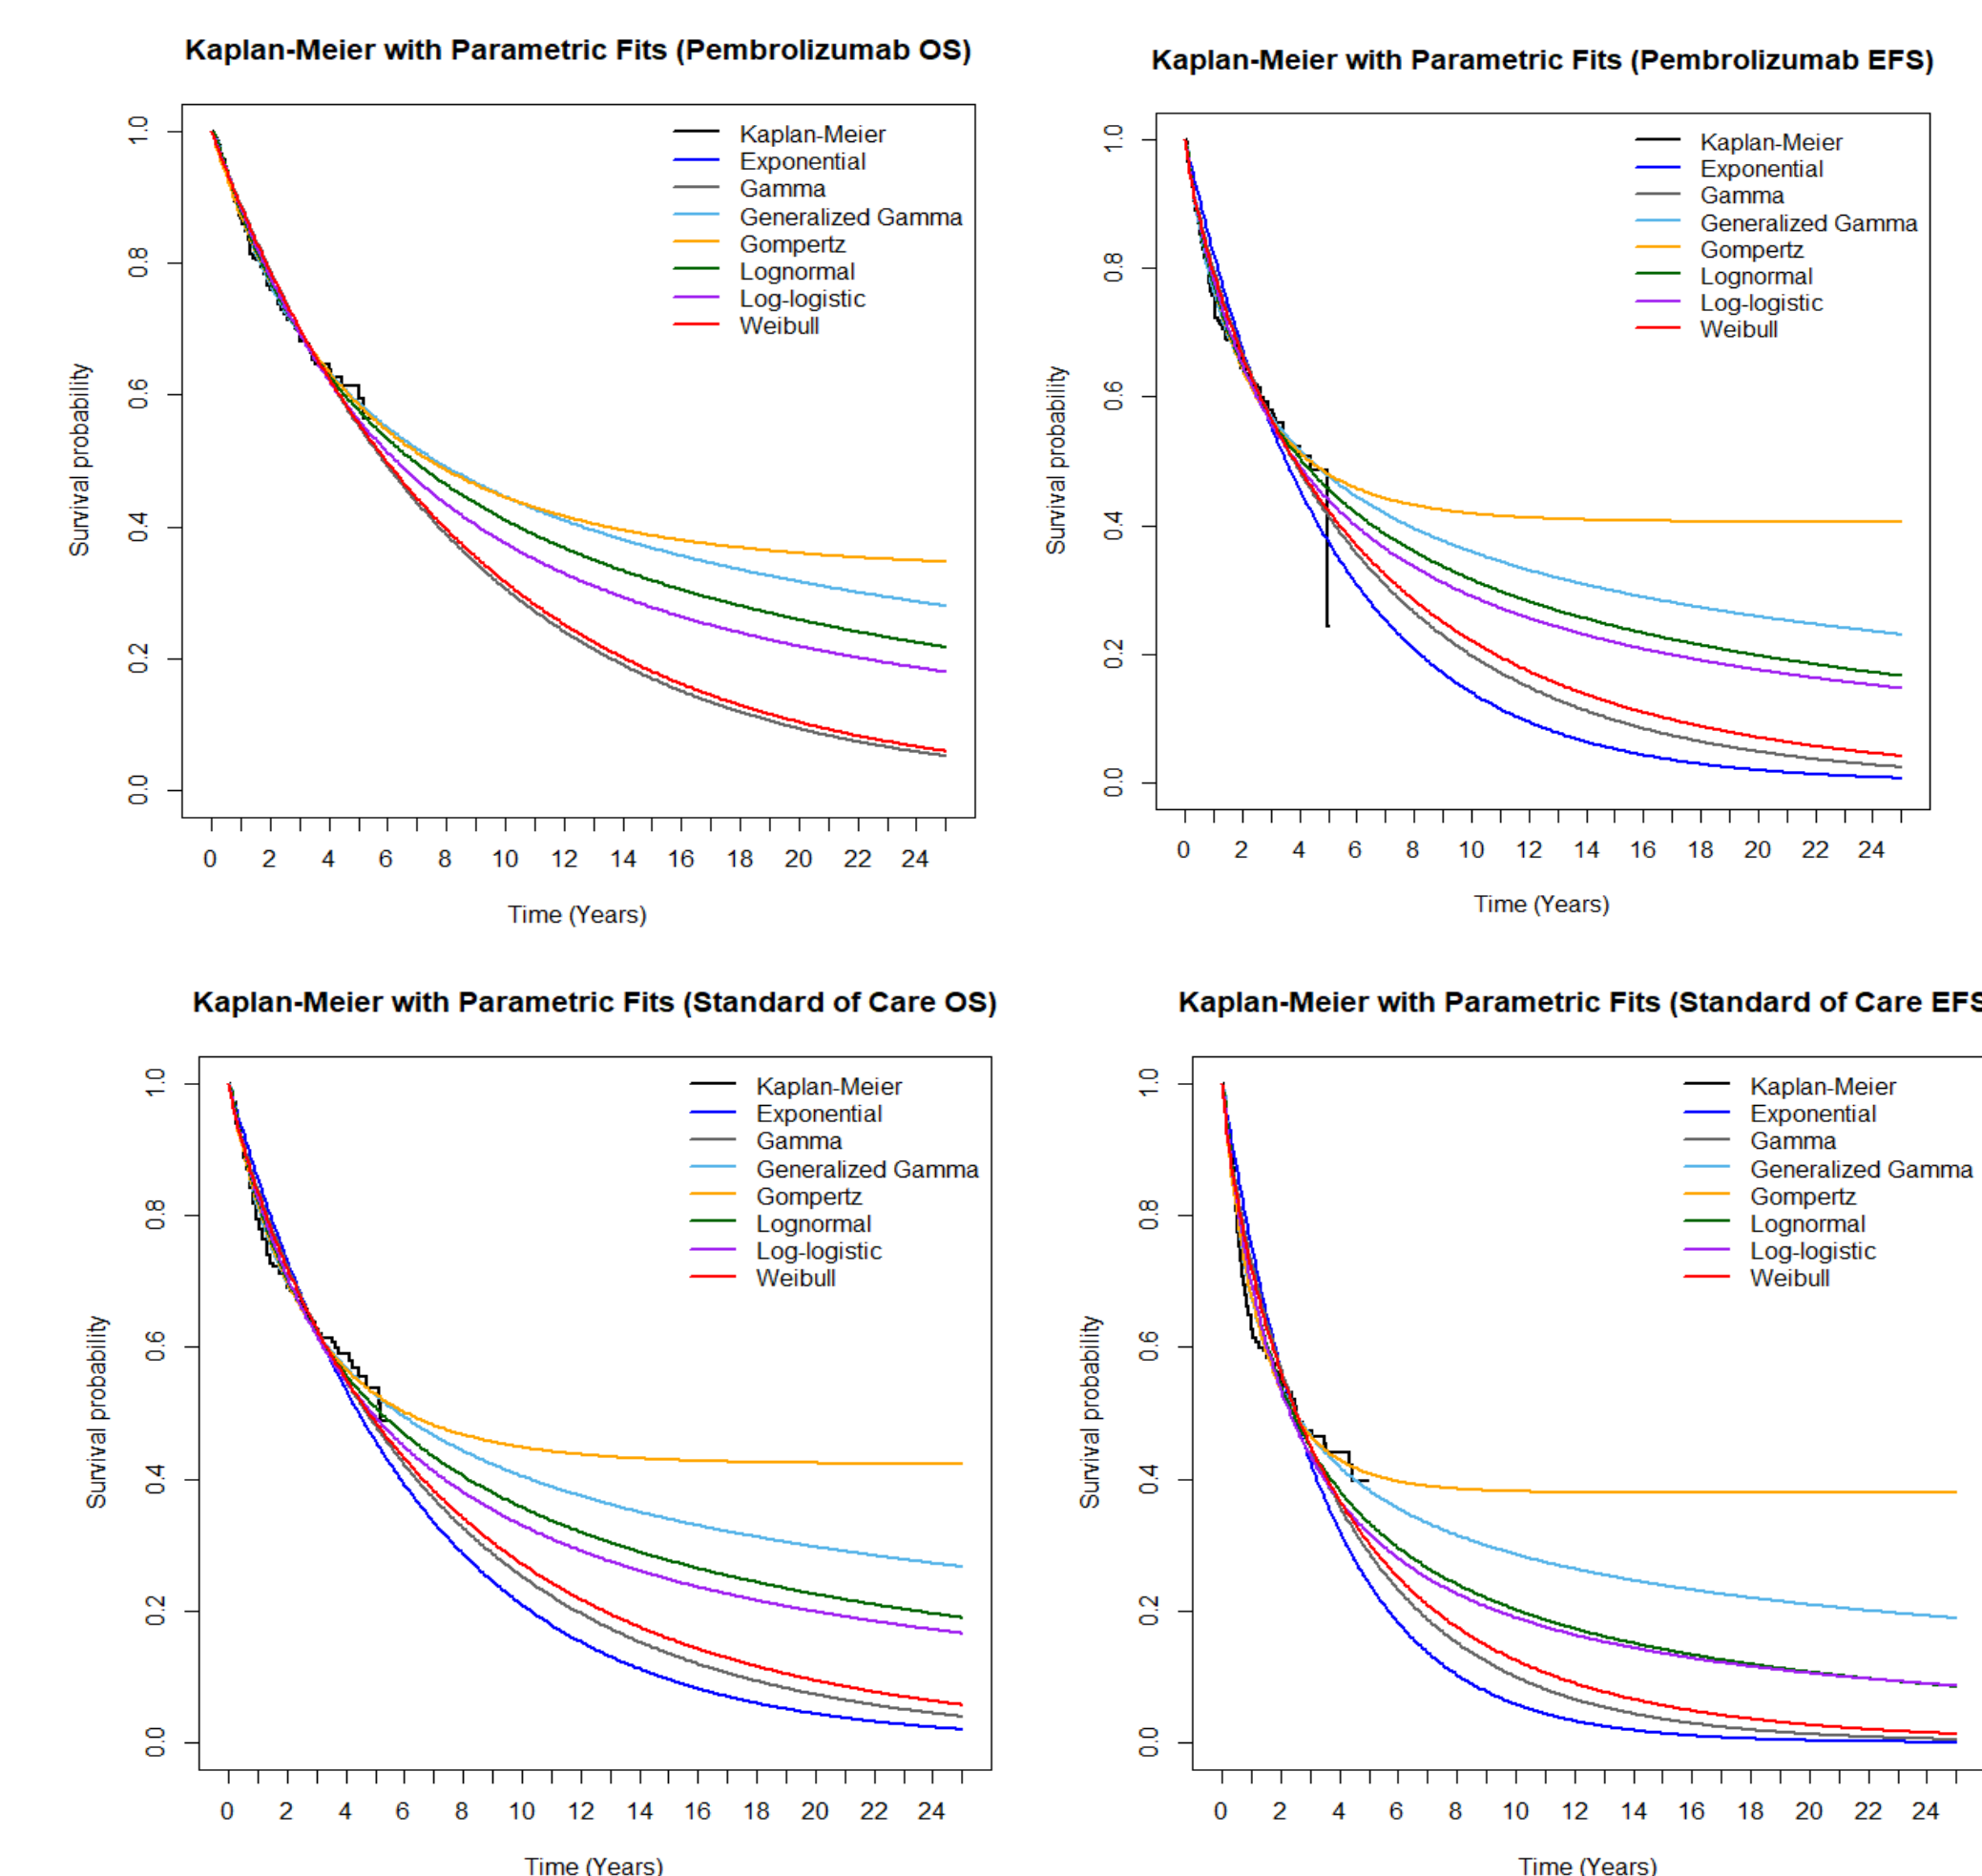 Kaplan-Meier with Parametric Fits (Pembrolizumab OS)
Kaplan-Meier
Exponential
Gamma
Generalized Gamma
Gompertz
Lognormal
Log-logistic
Weibull
Survival probability
1.0
0.8
0.6
0.4
0.2
0.0
0 2 4 6 8 10 12 14 16 18 20 22 24
Time (Years)
Kaplan-Meier with Parametric Fits (Pembrolizumab EFS)
Kaplan-Meier
Exponential
Gamma
Generalized Gamma
Gompertz
Lognormal
Log-logistic
Weibull
Survival probability
1.0
0.8
0.6
0.4
0.2
0.0
0 2 4 6 8 10 12 14 16 18 20 22 24
Time (Years)
Kaplan-Meier with Parametric Fits (Standard of Care OS)
Kaplan-Meier
Exponential
Gamma
Generalized Gamma
Gompertz
Lognormal
Log-logistic
Weibull
Survival probability
1.0
0.8
0.6
0.4
0.2
0.0
0 2 4 6 8 10 12 14 16 18 20 22 24
Time (Years)
Kaplan-Meier with Parametric Fits (Standard of Care EFS
Kaplan-Meier
Exponential
Gamma
Generalized Gamma
Gompertz
Lognormal
Log-logistic
Weibull
Survival probability
1.0
0.8
0.6
0.4
0.2
0.0
0 2 4 6 8 10 12 14 16 18 20 22 24
Time (Years)